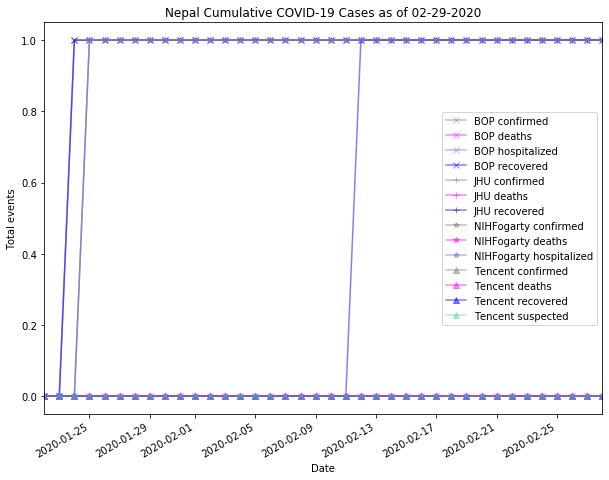 Nepal Cumulative COVID-19 Cases as of 02-29-2020
1.0
0.8
0.6
0.4
0.2
0.0
Total events
BOP confirmed
BOP deaths
BOP hospitalized
BOP recovered
JHU confirmed
JHU deaths
JHU recovered
NIHFogarty confirmed
NIHFogarty deaths
NIHFogarty hospitalized
Tencent confirmed
Tencent deaths
Tencent recovered
Tencent suspected
2020-01-25
2020-01-29
2020-02-01
2020-02-05
2020-02-09
2020-02-13
2020-02-17
2020-02-21
2020-02-25
Date